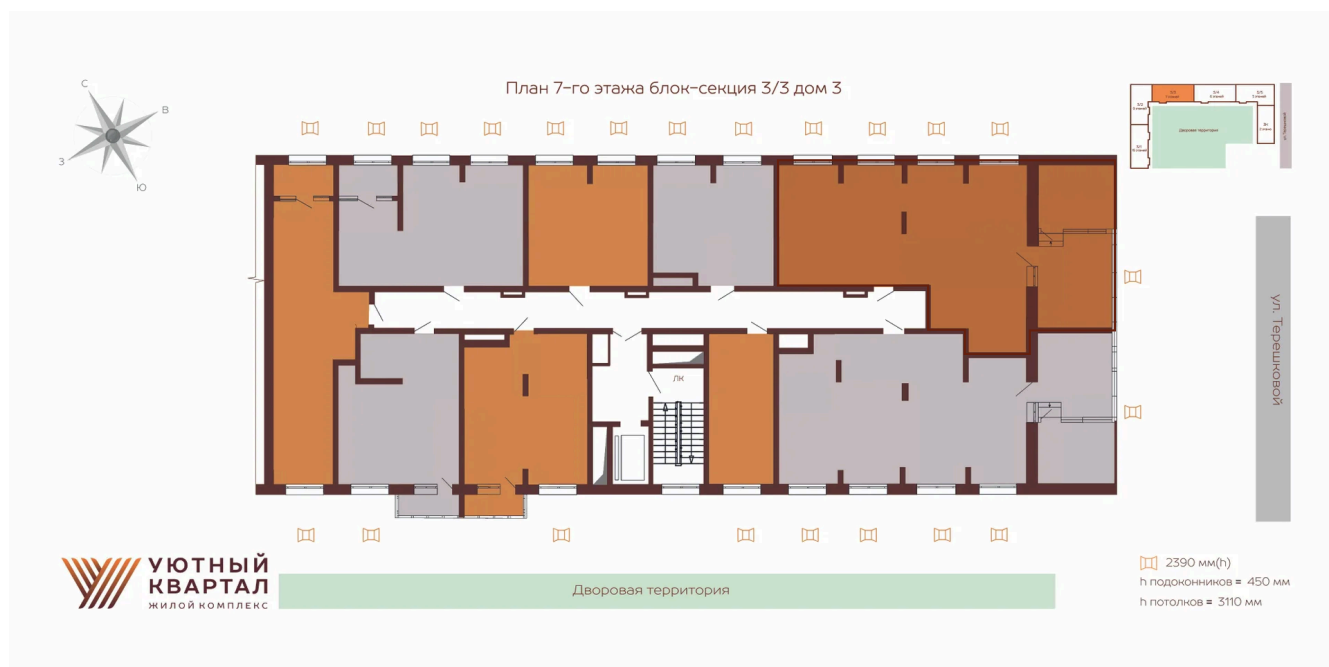 План 7-го этажа блок-секция 3/3 дом 3
С
В
З
Ю
Дворовая территория
ул. Терешковой
ЛК
УЮТНЫЙ
КВАРТАЛ
ЖИЛОЙ КОМПЛЕКС
Дворовая территория
2390 мм(h)
h подоконников = 450 мм
h потолков = 3110 мм